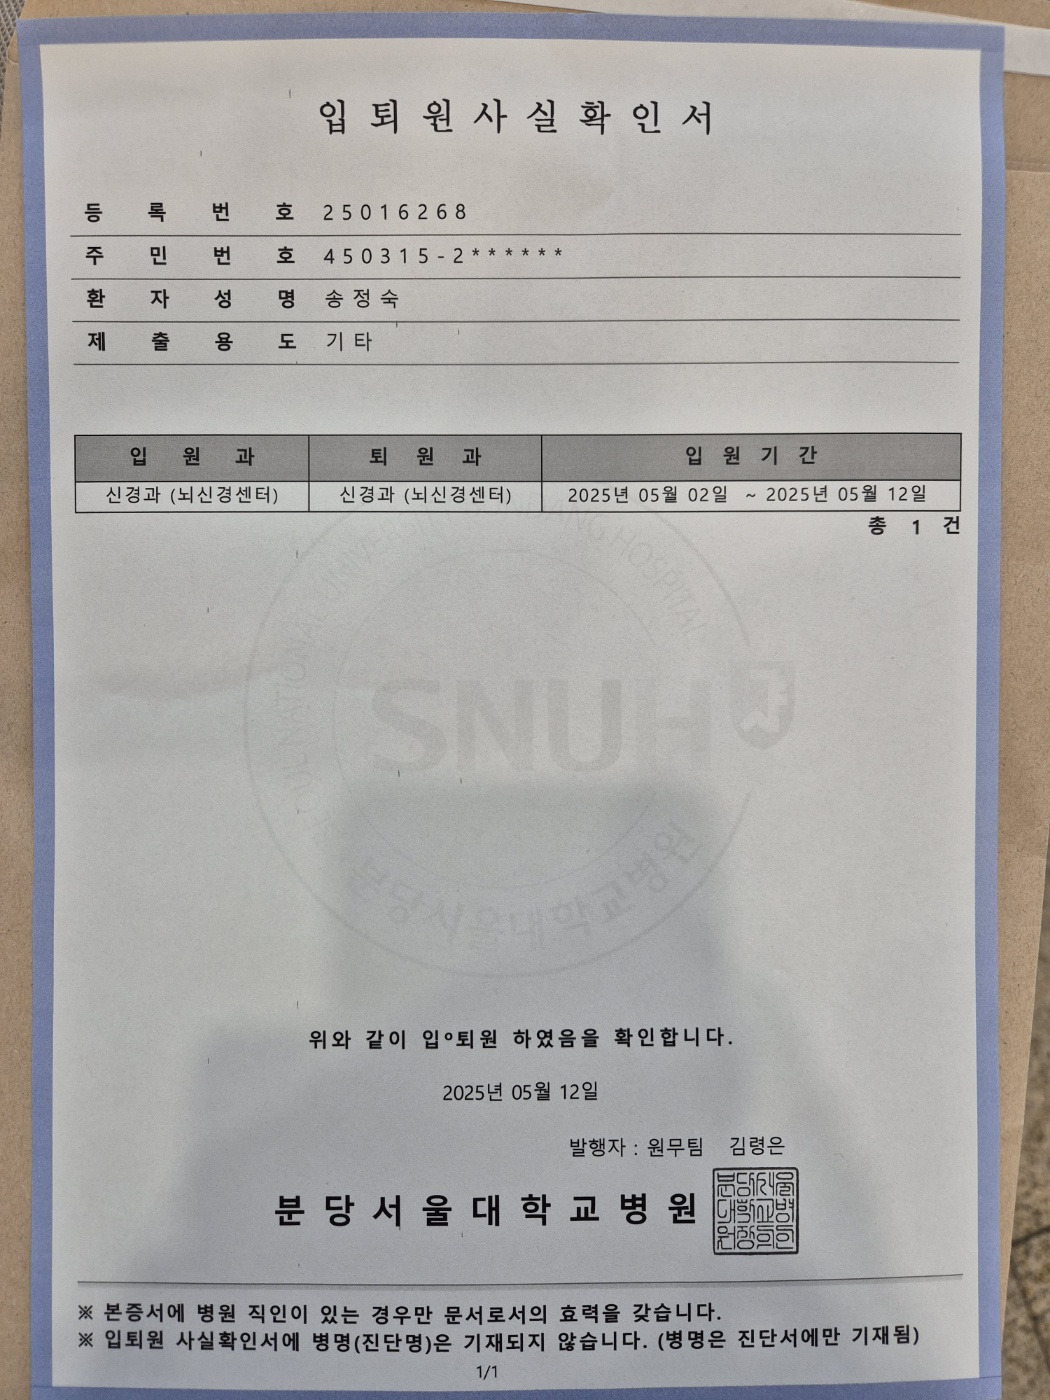 입퇴원사실확인서
등록번호 25016268
주민번호 450315-2******
환자성명 송정숙
제출용도 기타
입원과 퇴원과 입원기간
신경과 (뇌신경센터) 신경과 (뇌신경센터) 2025년 05월 02일 ~ 2025년 05월 12일
총 1 건
SNUH
분당서울대학교병원
위와 같이 입º퇴원 하였음을 확인합니다.
2025년 05월 12일
발행자 : 원무팀 김령은
분당서울대학교병원
※ 본증서에 병원 직인이 있는 경우만 문서로서의 효력을 갖습니다.
※ 입퇴원 사실확인서에 병명(진단명)은 기재되지 않습니다. (병명은 진단서에만 기재됨)
1/1